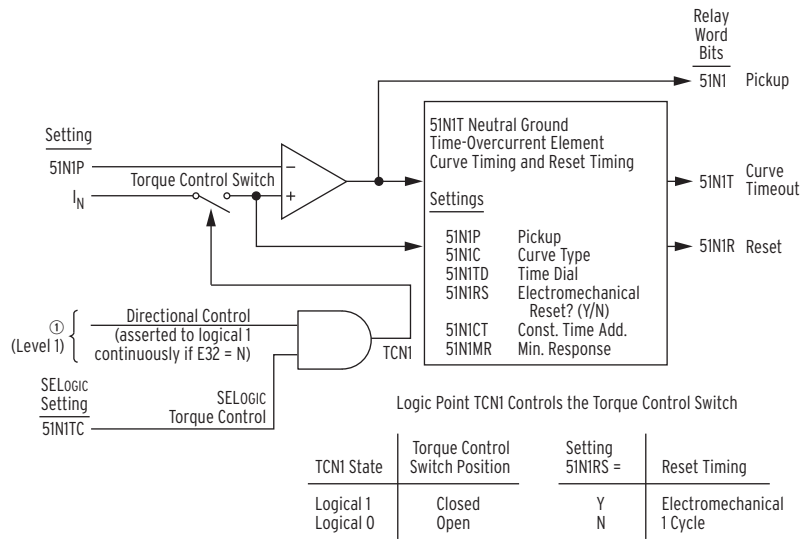 Relay
Word
Bits
51N1 Pickup
Setting
51N1P
Torque Control Switch
IN
−
+
51N1T Neutral Ground
Time-Overcurrent Element
Curve Timing and Reset Timing
Settings
51N1P Pickup
51N1C Curve Type
51N1TD Time Dial
51N1RS Electromechanical
Reset? (Y/N)
51N1CT Const. Time Add.
51N1MR Min. Response
51N1T Curve
Timeout
51N1R Reset
①
(Level 1)
Directional Control
(asserted to logical 1
continuously if E32 = N)
TCN1
SELOGIC
Setting
51N1TC
SELOGIC
Torque Control
Logic Point TCN1 Controls the Torque Control Switch
TCN1 State
Torque Control
Switch Position
Setting
51N1RS =
Reset Timing
Logical 1 Closed Y Electromechanical
Logical 0 Open N 1 Cycle